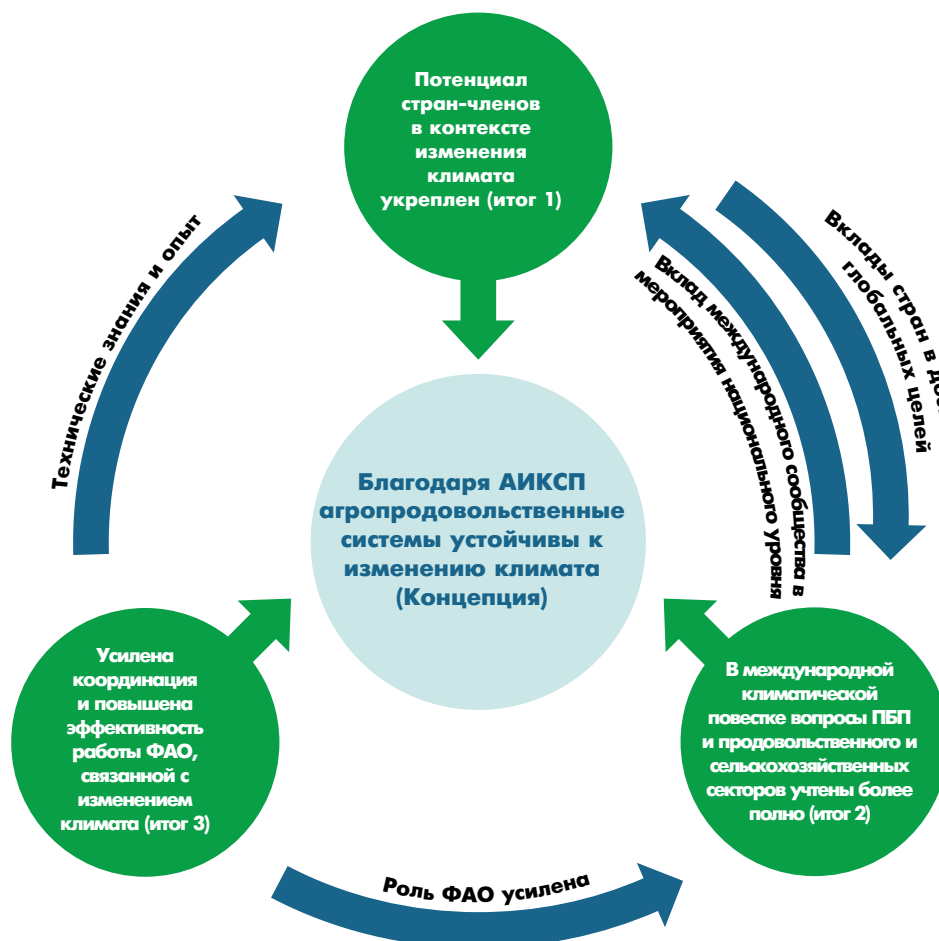 Потенциал
стран-членов
в контексте
изменения
климата
укреплен (итог 1)
Технические знания и опыт
Вклады стран в
глобальных целей
Вклад международного сообщества в
мероприятия национального уровня
Благодаря АИКСП
агропродовольственные
системы устойчивы к
изменению климата
(Концепция)
Усилена
координация
и повышена
эффективность
работы ФАО,
связанной с
изменением
климата (итог 3)
В международной
климатической
повестке вопросы ПБП
и продовольственного и
сельскохозяйственных
секторов учтены более
полно (итог 2)
Роль ФАО усилена